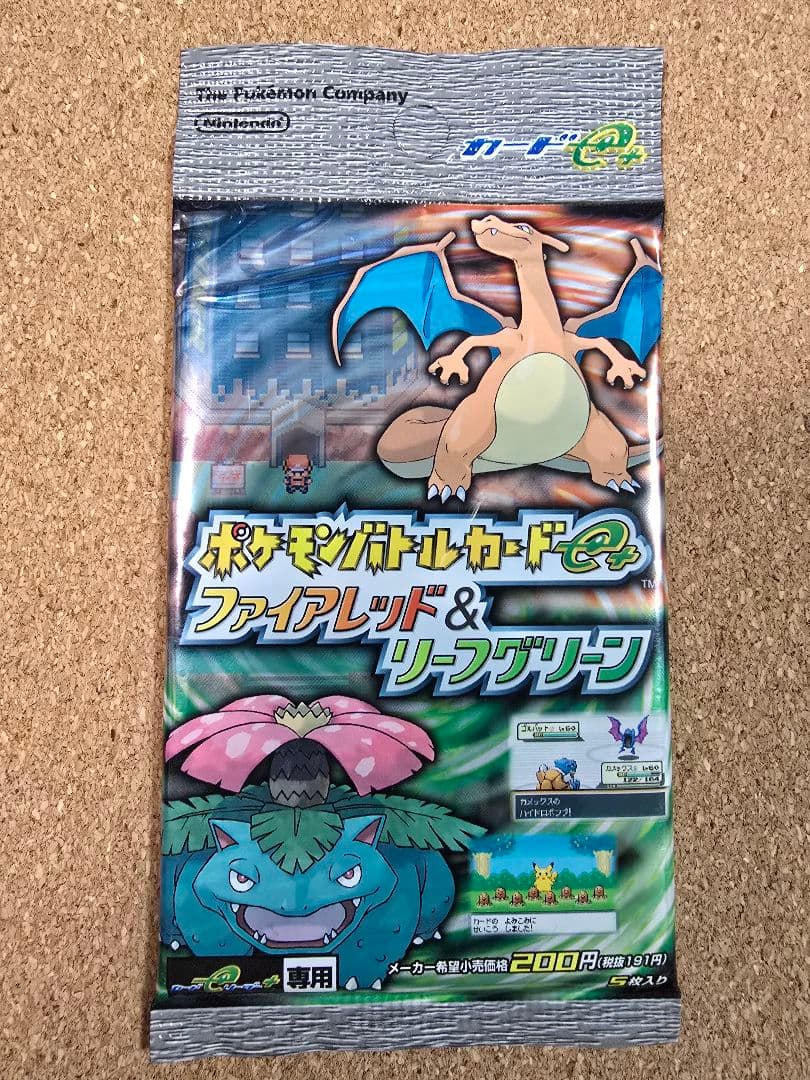 The Pokémon Company
Nintendo
カードe+
ポケモンバトルカードe+
TM
ファイアレッド&
リーフグリーン
ゴルバット♂ Lv60
カメックス♂ Lv60
122/164
カメックスの
ハイドロポンプ!
カードの よみこみに
せいこう しました!
メーカー希望小売価格 200円(税抜191円)
カードeリーダー+ 専用
5枚入り